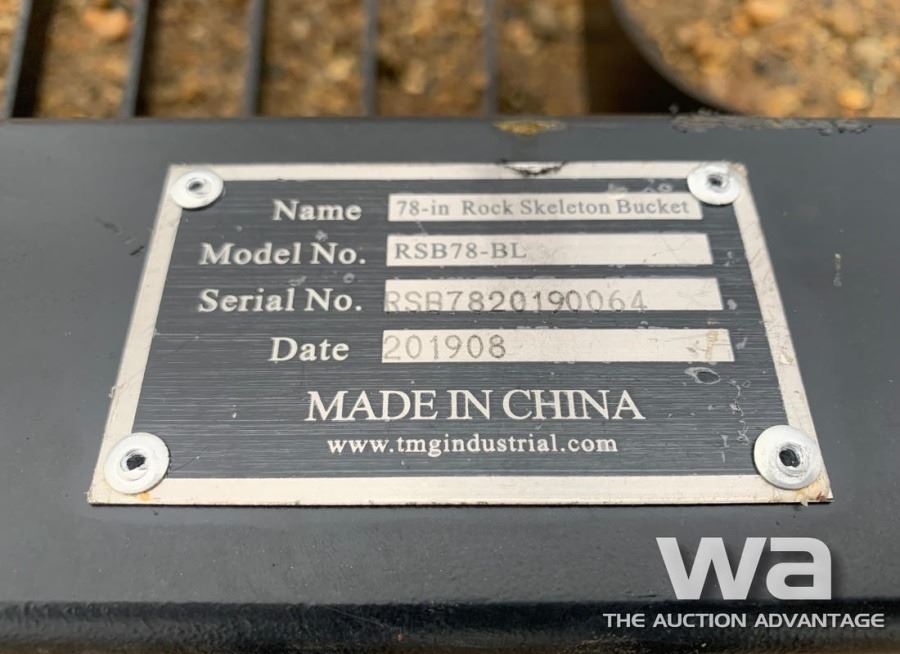 Name 78-in Rock Skeleton Bucket
Model No. RSB78-BL
Serial No. RSB7820190064
Date 201908
MADE IN CHINA
www.tmgindustrial.com
wa
THE AUCTION ADVANTAGE